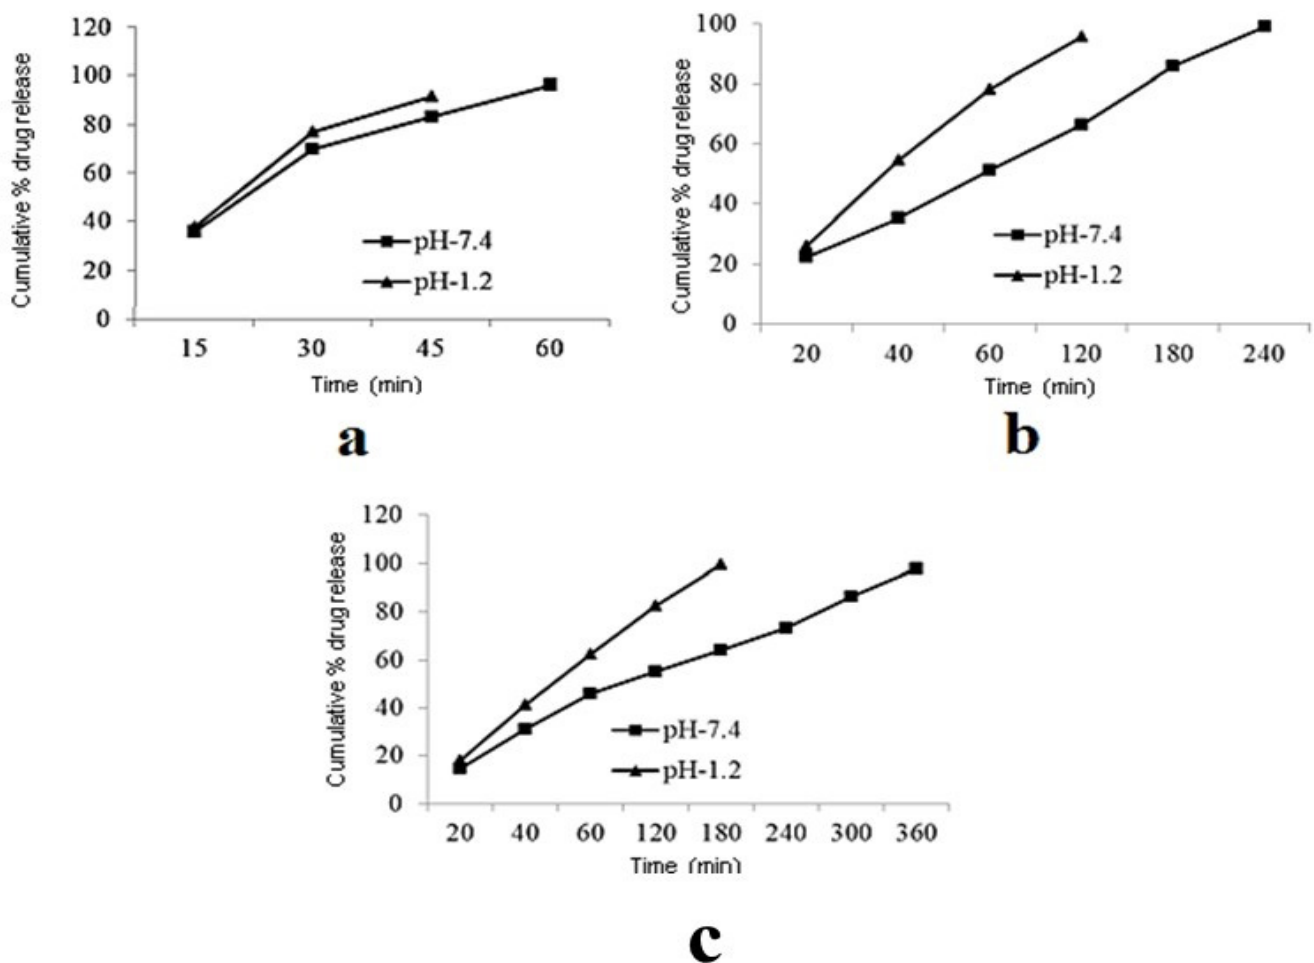 120
100
80
60
40
20
0
Cumulative % drug release
pH-7.4
pH-1.2
15 30 45 60
Time (min)
a
100
80
60
40
20
0
Cumulative % drug release
pH-7.4
pH-1.2
20 40 60 120 180 240
Time (min)
b
120
100
80
60
40
20
0
Cumulative % drug release
pH-7.4
pH-1.2
20 40 60 120 180 240 300 360
Time (min)
c